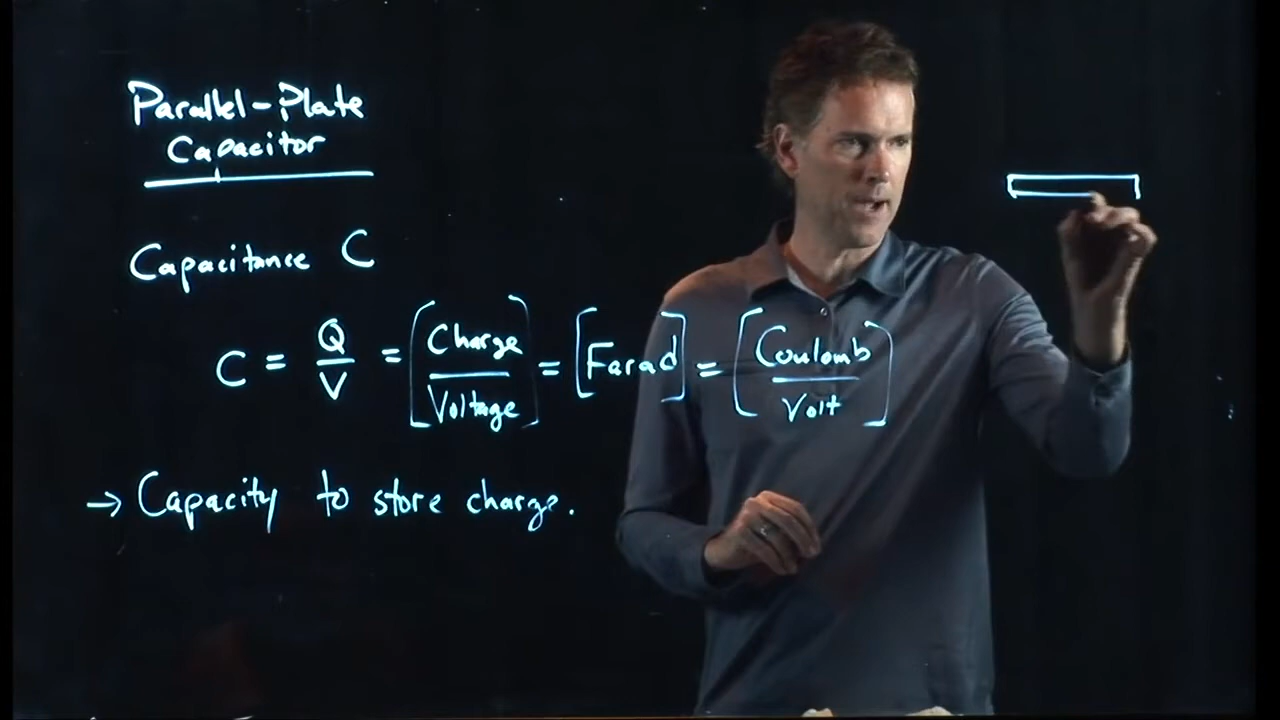 Parallel-Plate
Capacitor
Capacitance C
C = Q/V = [Charge/Voltage] = [Farad] = [Coulomb/Volt]
→ Capacity to store charge.